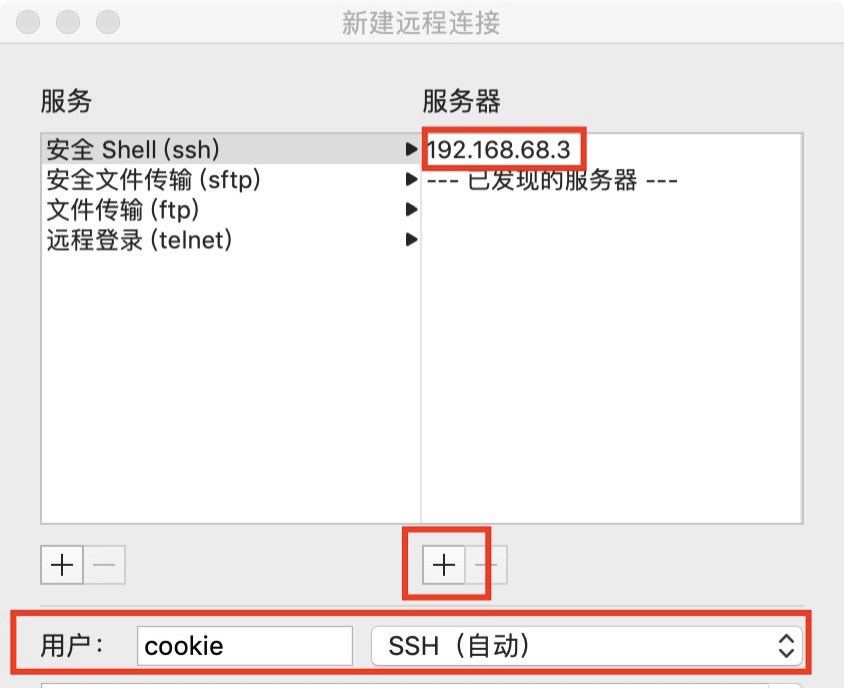 新建远程连接
服务
服务器
安全 Shell (ssh)
192.168.68.3
安全文件传输 (sftp)
--- 已发现的服务器 ---
文件传输 (ftp)
远程登录 (telnet)
用户：
cookie
SSH（自动）